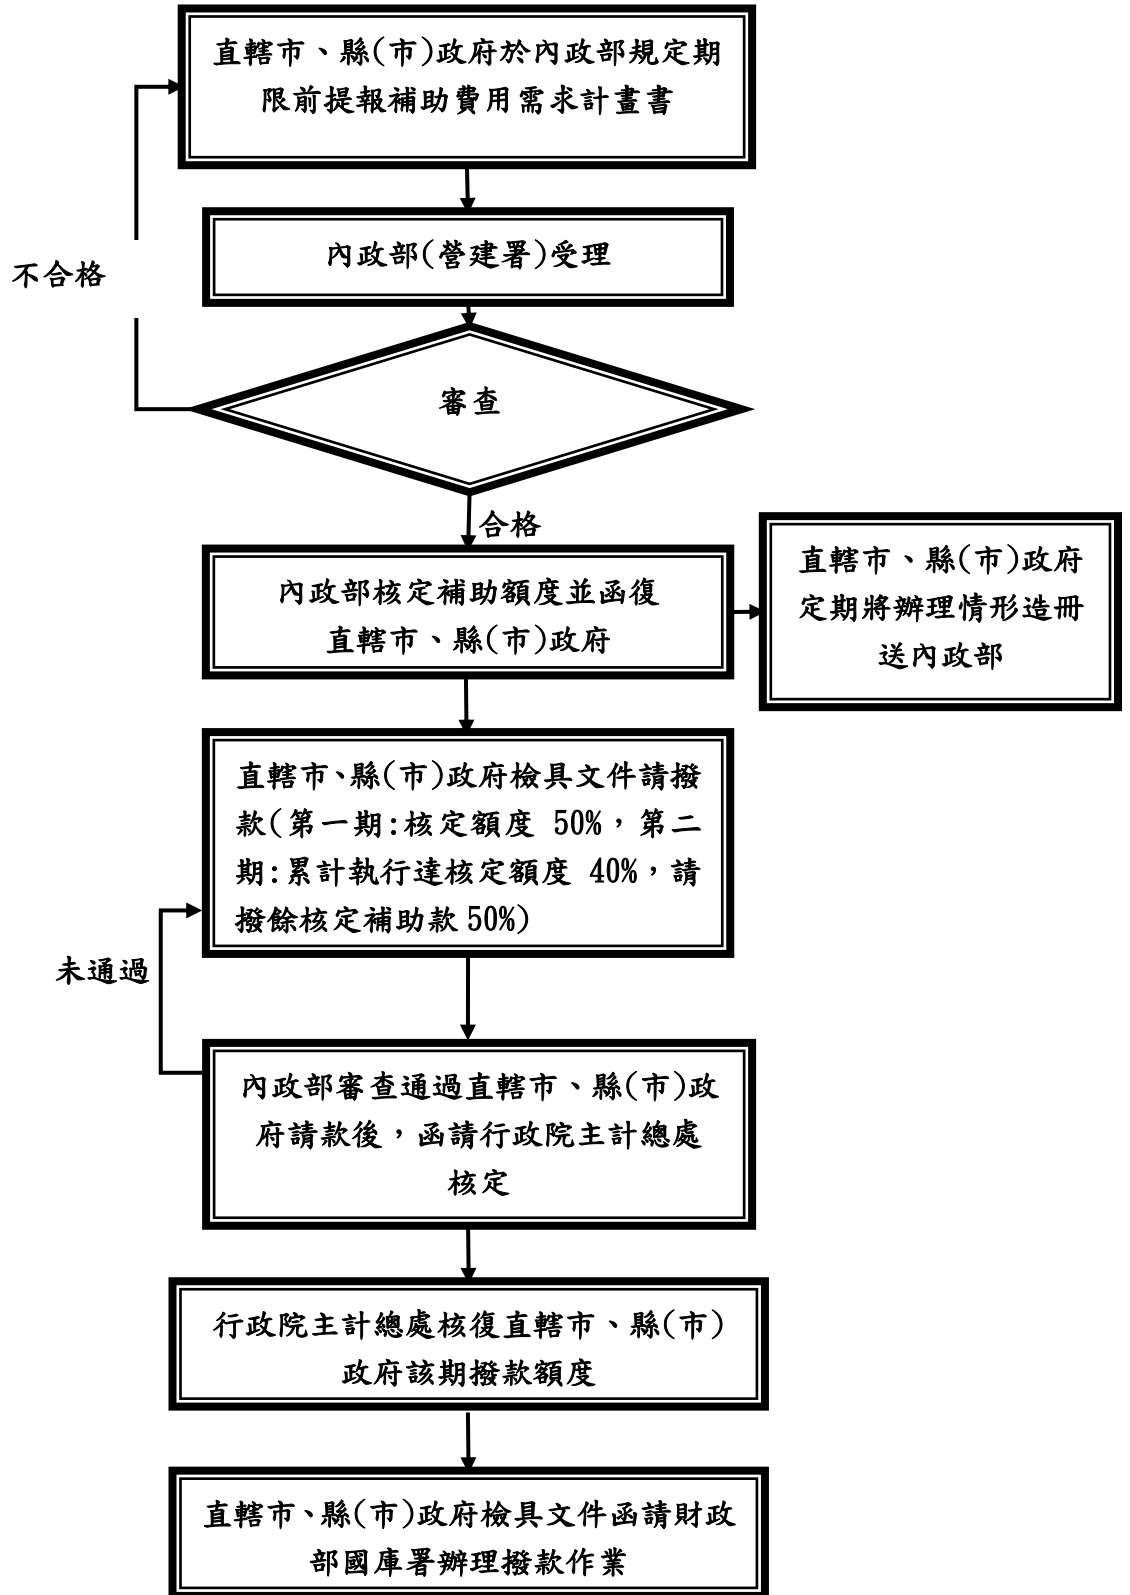 直轄市、縣(市)政府於內政部規定期
限前提報補助費用需求計畫書
內政部(營建署)受理
不合格
審查
合格
內政部核定補助額度並函復
直轄市、縣(市)政府
直轄市、縣(市)政府
定期將辦理情形造冊
送內政部
直轄市、縣(市)政府檢具文件請撥
款(第一期:核定額度 50%，第二
期:累計執行達核定額度 40%，請
撥餘核定補助款 50%)
未通過
內政部審查通過直轄市、縣(市)政
府請款後，函請行政院主計總處
核定
行政院主計總處核復直轄市、縣(市)
政府該期撥款額度
直轄市、縣(市)政府檢具文件函請財政
部國庫署辦理撥款作業